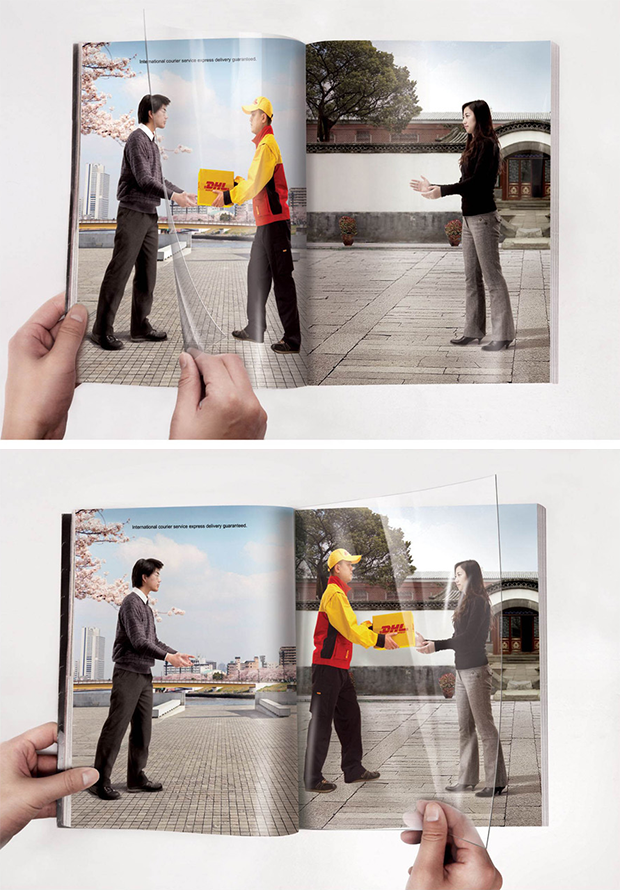 International courier service express delivery guaranteed.
DHL
International courier service express delivery guaranteed.
DHL